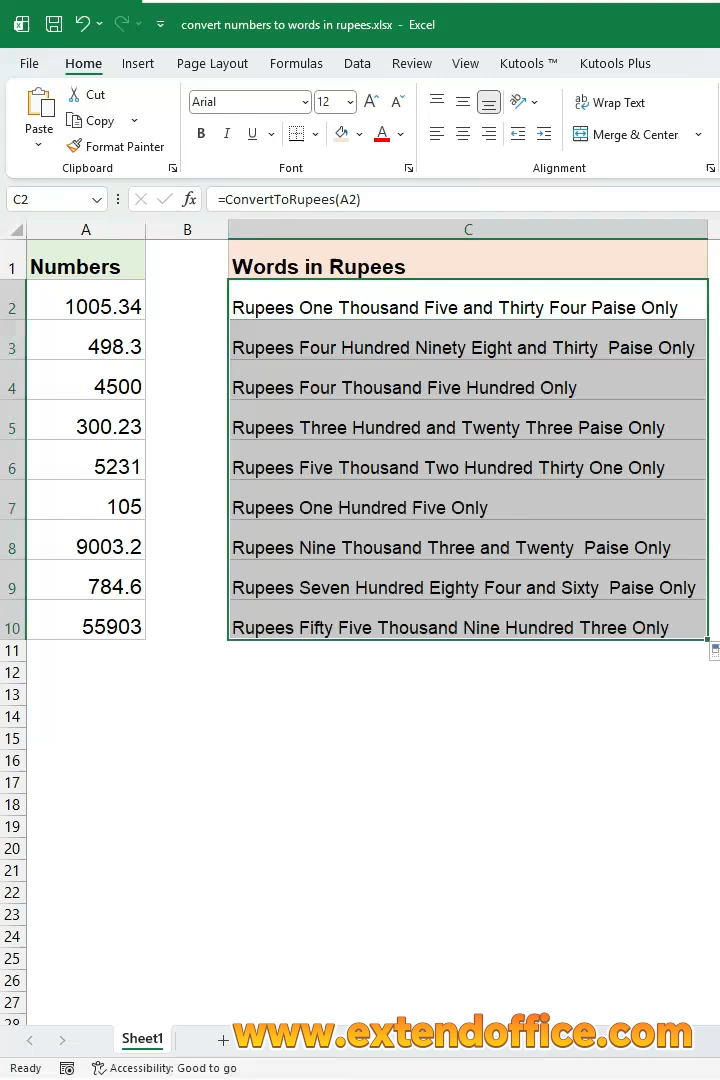 convert numbers to words in rupees.xlsx - Excel
File Home Insert Page Layout Formulas Data Review View Kutools ™ Kutools Plus
Paste
Cut
Copy
Format Painter
Clipboard
Arial 12 A A
B I U A
Font
ab Wrap Text
Merge & Center
Alignment
C2 fx =ConvertToRupees(A2)
A B C
1 Numbers Words in Rupees
2 1005.34 Rupees One Thousand Five and Thirty Four Paise Only
3 498.3 Rupees Four Hundred Ninety Eight and Thirty  Paise Only
4 4500 Rupees Four Thousand Five Hundred Only
5 300.23 Rupees Three Hundred and Twenty Three Paise Only
6 5231 Rupees Five Thousand Two Hundred Thirty One Only
7 105 Rupees One Hundred Five Only
8 9003.2 Rupees Nine Thousand Three and Twenty  Paise Only
9 784.6 Rupees Seven Hundred Eighty Four and Sixty  Paise Only
10 55903 Rupees Fifty Five Thousand Nine Hundred Three Only
11
12
13
14
15
16
17
18
19
20
21
22
23
24
25
26
27
28
Sheet1 +
www.extendoffice.com
Ready Accessibility: Good to go